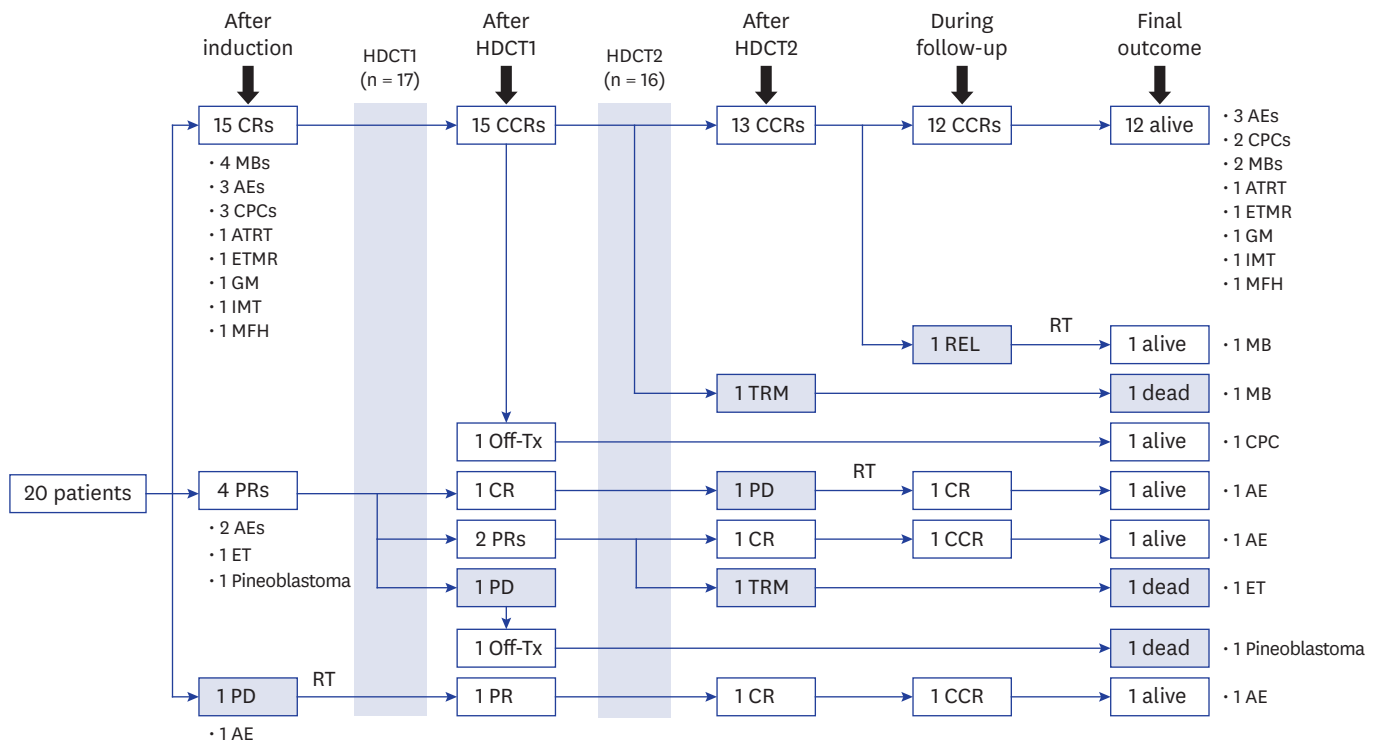 After
induction
HDCT1
(n = 17)
After
HDCT1
HDCT2
(n = 16)
After
HDCT2
During
follow-up
Final
outcome
15 CRs
15 CCRs
13 CCRs
12 CCRs
12 alive
· 4 MBs
· 3 AEs
· 3 CPCs
· 1 ATRT
· 1 ETMR
· 1 GM
· 1 IMT
· 1 MFH
· 3 AEs
· 2 CPCs
· 2 MBs
· 1 ATRT
· 1 ETMR
· 1 GM
· 1 IMT
· 1 MFH
1 REL
RT
1 alive
· 1 MB
1 TRM
1 dead
· 1 MB
1 Off-Tx
1 alive
· 1 CPC
20 patients
4 PRs
· 2 AEs
· 1 ET
· 1 Pineoblastoma
1 CR
1 PD
RT
1 CR
1 alive
· 1 AE
2 PRs
1 CR
1 CCR
1 alive
· 1 AE
1 PD
1 TRM
1 dead
· 1 ET
1 Off-Tx
1 dead
· 1 Pineoblastoma
1 PD
RT
1 PR
1 CR
1 CCR
1 alive
· 1 AE
· 1 AE